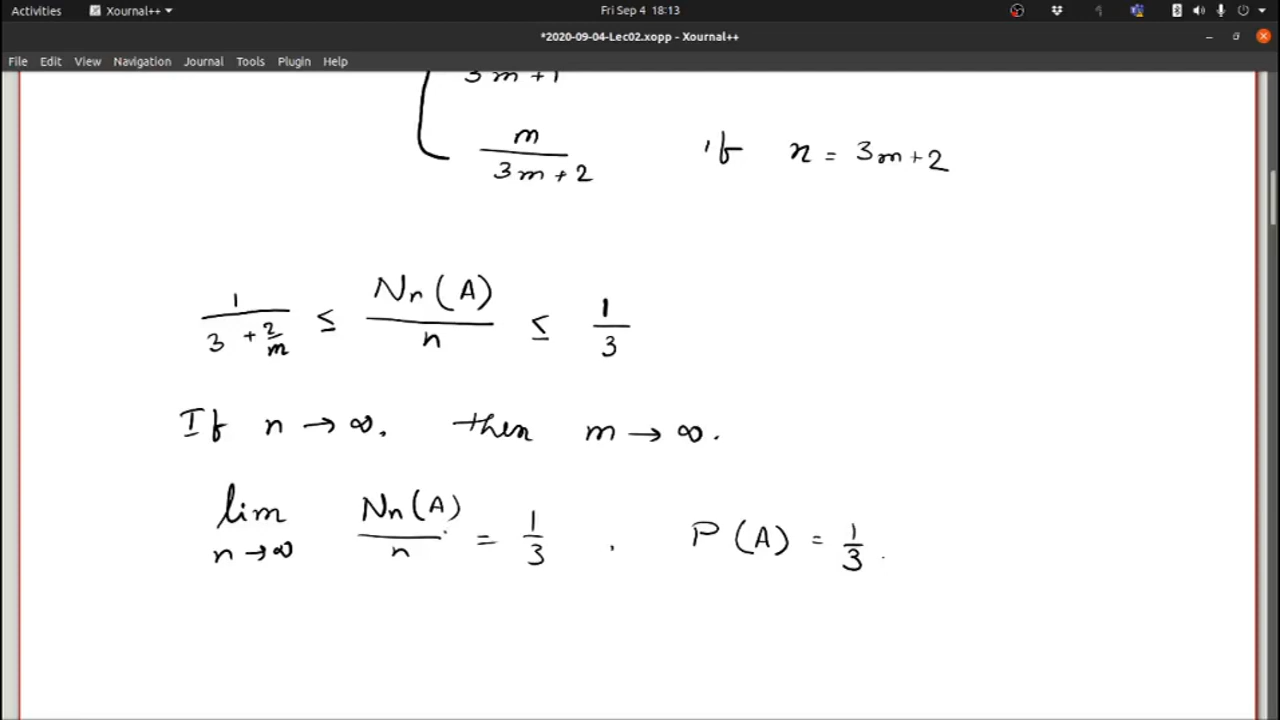 Activities Xournal++ Fri Sep 4 18:13
*2020-09-04-Lec02.xopp - Xournal++
File Edit View Navigation Journal Tools Plugin Help
3m+1
m/(3m+2) if n = 3m+2
1/(3 + 2/m) ≤ Nn(A)/n ≤ 1/3
If n → ∞, then m → ∞.
lim n→∞ Nn(A)/n = 1/3 . P(A) = 1/3.